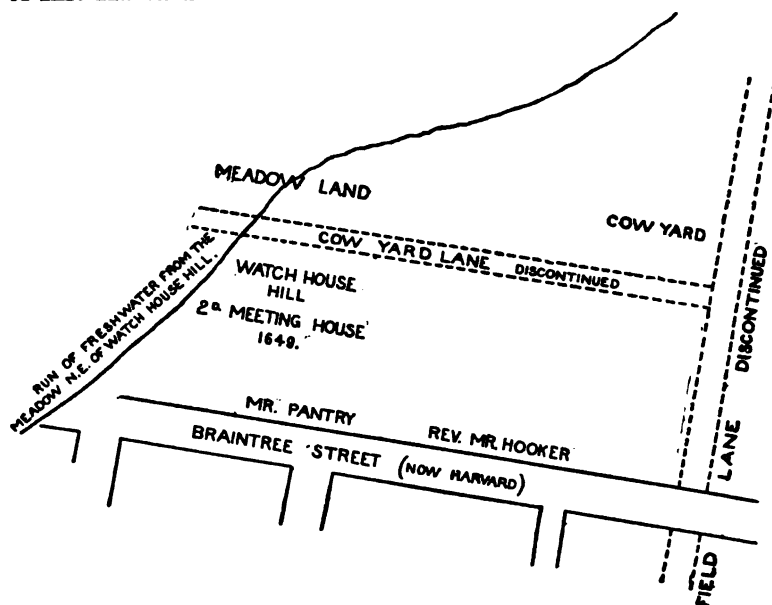 MEADOW LAND
COW YARD
COW YARD LANE DISCONTINUED
WATCH HOUSE
HILL
2ᵈ MEETING HOUSE
1649.
RUN OF FRESHWATER FROM THE
MEADOW N.E. OF WATCH HOUSE HILL.
MR. PANTRY
REV. MR. HOOKER
BRAINTREE STREET (NOW HARVARD)
FIELD LANE DISCONTINUED